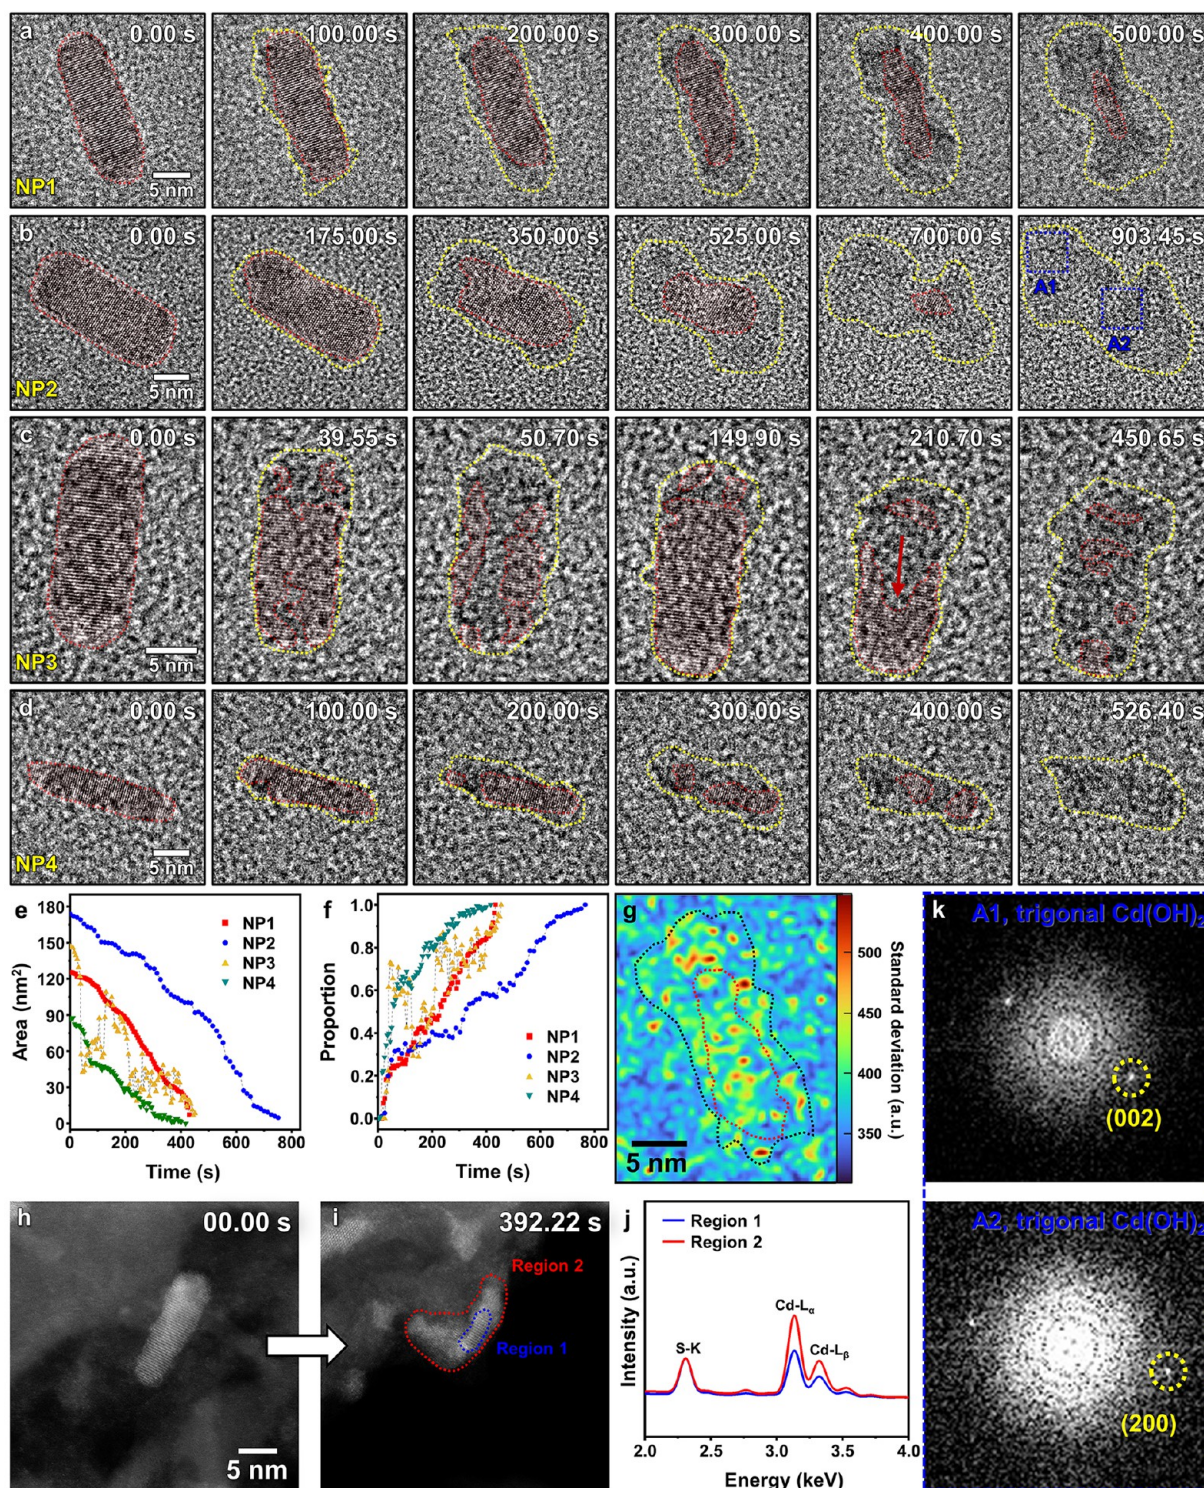 a 0.00 s 100.00 s 200.00 s 300.00 s 400.00 s 500.00 s
NP1 5 nm
b 0.00 s 175.00 s 350.00 s 525.00 s 700.00 s 903.45 s
A1
A2
NP2 5 nm
c 0.00 s 39.55 s 50.70 s 149.90 s 210.70 s 450.65 s
NP3 5 nm
d 0.00 s 100.00 s 200.00 s 300.00 s 400.00 s 526.40 s
NP4 5 nm
e
Area (nm²)
180
150
120
90
60
30
0
NP1
NP2
NP3
NP4
0 200 400 600 800
Time (s)
f
Proportion
1.0
0.8
0.6
0.4
0.2
0.0
NP1
NP2
NP3
NP4
0 200 400 600 800
Time (s)
g
5 nm
500
450
400
350
Standard deviation (a.u.)
k
A1, trigonal Cd(OH)₂
(002)
A2, trigonal Cd(OH)₂
(200)
h 00.00 s
5 nm
i 392.22 s
Region 2
Region 1
j
Region 1
Region 2
Intensity (a.u.)
S-K
Cd-Lα
Cd-Lβ
2.0 2.5 3.0 3.5 4.0
Energy (keV)